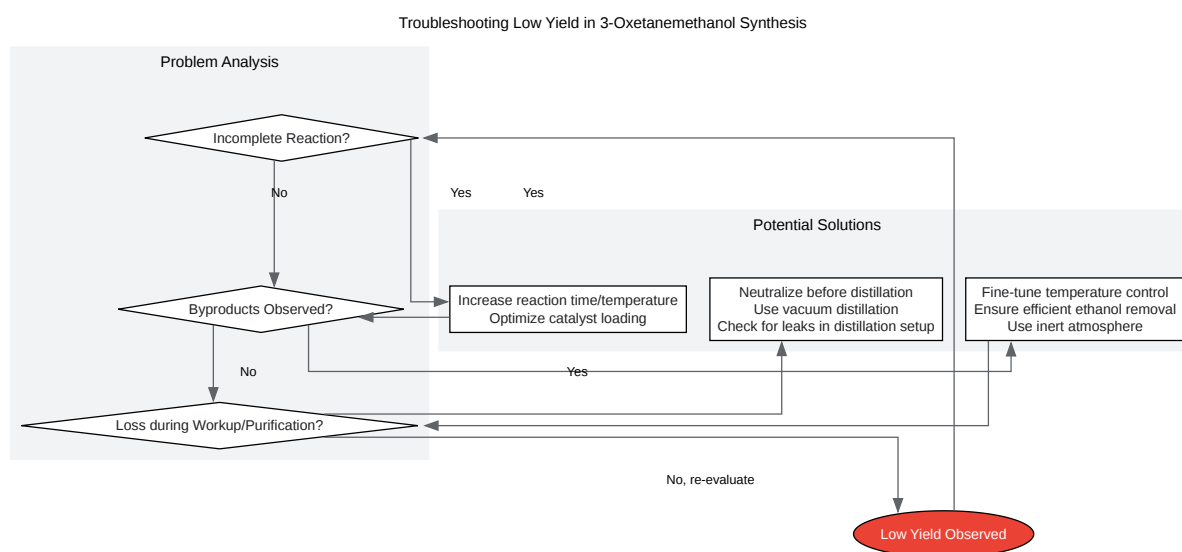 Troubleshooting Low Yield in 3-Oxetanemethanol Synthesis
Problem Analysis
Incomplete Reaction?
No
Yes
Yes
Potential Solutions
Byproducts Observed?
Increase reaction time/temperature
Optimize catalyst loading
Neutralize before distillation
Use vacuum distillation
Check for leaks in distillation setup
Fine-tune temperature control
Ensure efficient ethanol removal
Use inert atmosphere
No
Yes
Loss during Workup/Purification?
No, re-evaluate
Low Yield Observed